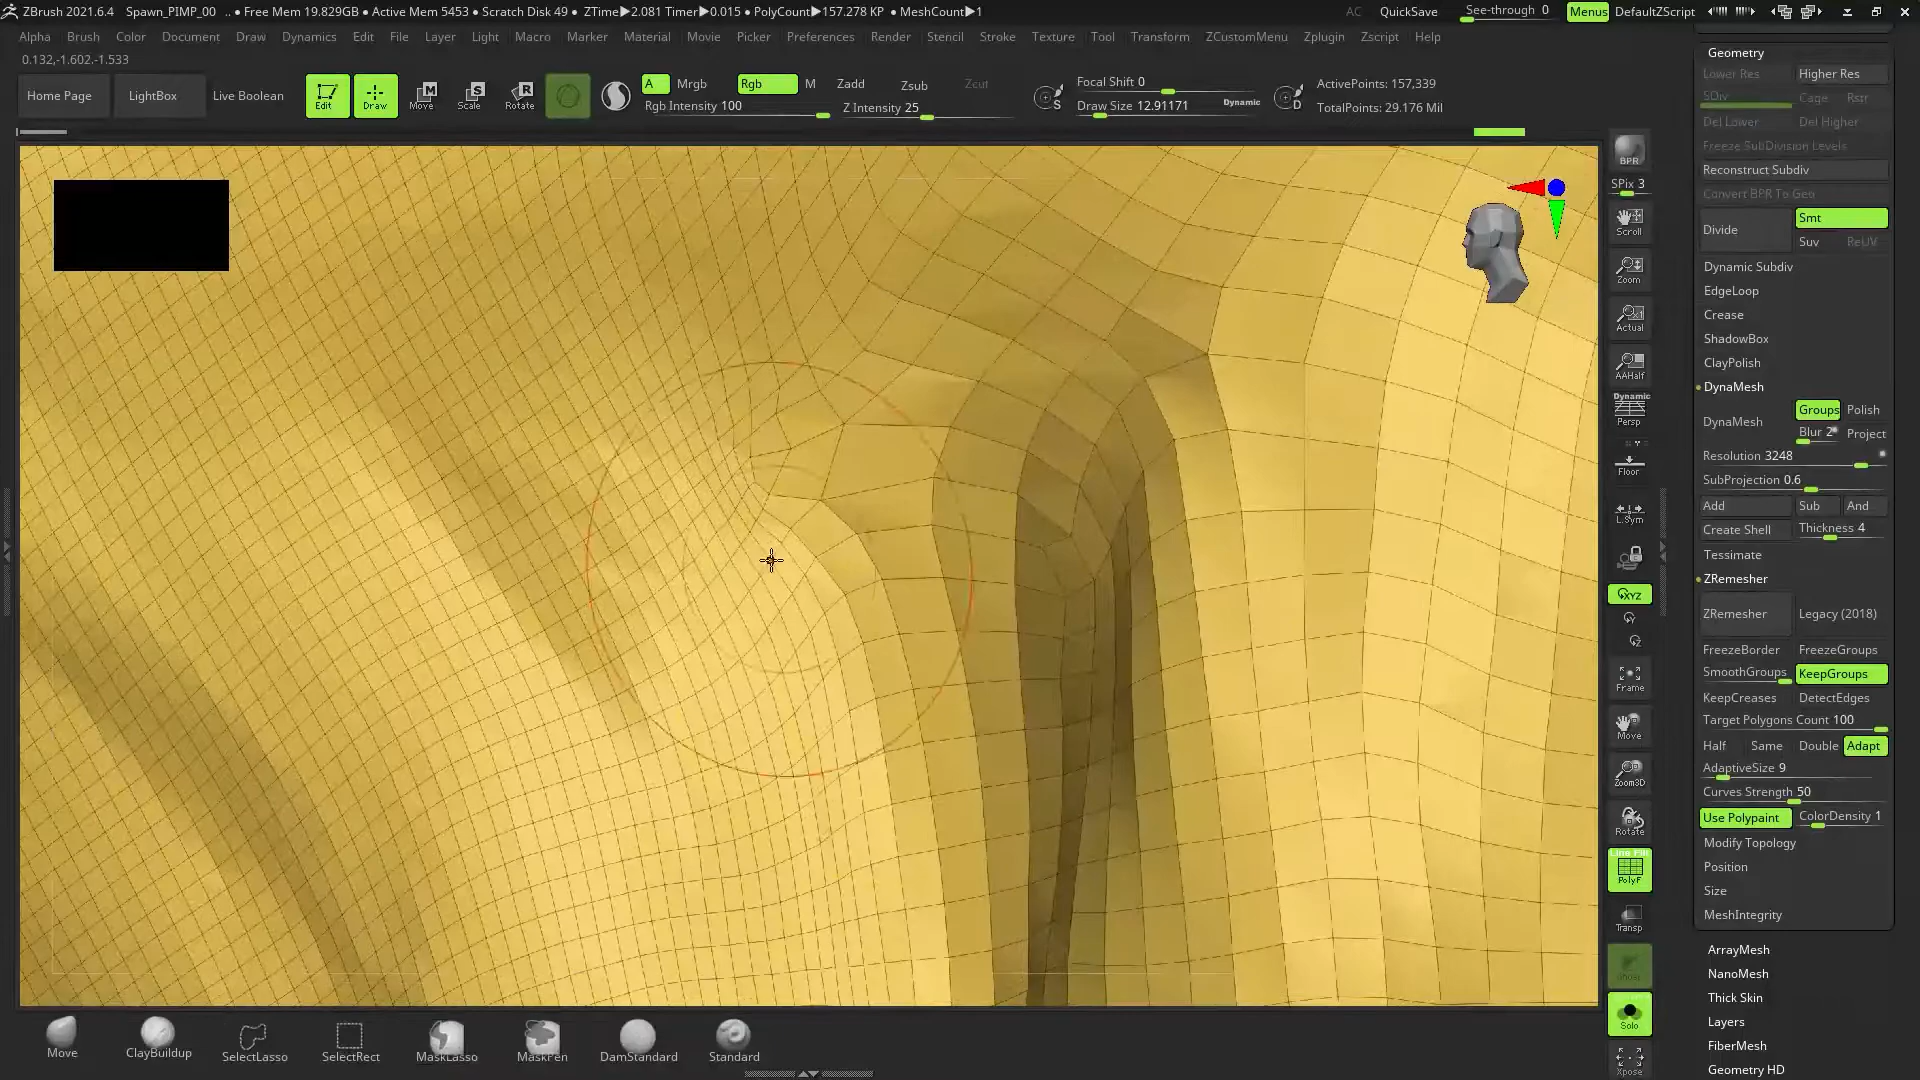 ZBrush 2021.6.4 Spawn_PIMP_00 .. • Free Mem 19.829GB • Active Mem 5453 • Scratch Disk 49 • ZTime▶2.081 Timer▶0.015 • PolyCount▶157.278 KP • MeshCount▶1 AC QuickSave See-through 0 Menus DefaultZScript
Alpha Brush Color Document Draw Dynamics Edit File Layer Light Macro Marker Material Movie Picker Preferences Render Stencil Stroke Texture Tool Transform ZCustomMenu Zplugin Zscript Help
0.132,-1.602,-1.533
Home Page LightBox Live Boolean Edit Draw Move Scale Rotate
A Mrgb Rgb M Zadd Zsub Zcut
Rgb Intensity 100 Z Intensity 25
S Focal Shift 0
Draw Size 12.91171 Dynamic D
ActivePoints: 157,339
TotalPoints: 29.176 Mil
BPR
SPix 3
Scroll
Zoom
Actual
AAHalf
Dynamic
Persp
Floor
L.Sym
XYZ
Frame
Move
Zoom3D
Rotate
Line Fill
PolyF
Transp
Ghost
Solo
Xpose
Geometry
Lower Res Higher Res
SDiv Cage Rstr
Del Lower Del Higher
Freeze SubDivision Levels
Reconstruct Subdiv
Convert BPR To Geo
Divide Smt
Suv ReUV
Dynamic Subdiv
EdgeLoop
Crease
ShadowBox
ClayPolish
DynaMesh
DynaMesh Groups Polish
Blur 2 Project
Resolution 3248
SubProjection 0.6
Add Sub And
Create Shell Thickness 4
Tessimate
ZRemesher
ZRemesher Legacy (2018)
FreezeBorder FreezeGroups
SmoothGroups KeepGroups
KeepCreases DetectEdges
Target Polygons Count 100
Half Same Double Adapt
AdaptiveSize 9
Curves Strength 50
Use Polypaint ColorDensity 1
Modify Topology
Position
Size
MeshIntegrity
ArrayMesh
NanoMesh
Thick Skin
Layers
FiberMesh
Geometry HD
Move ClayBuildup SelectLasso SelectRect MaskLasso MaskPen DamStandard Standard